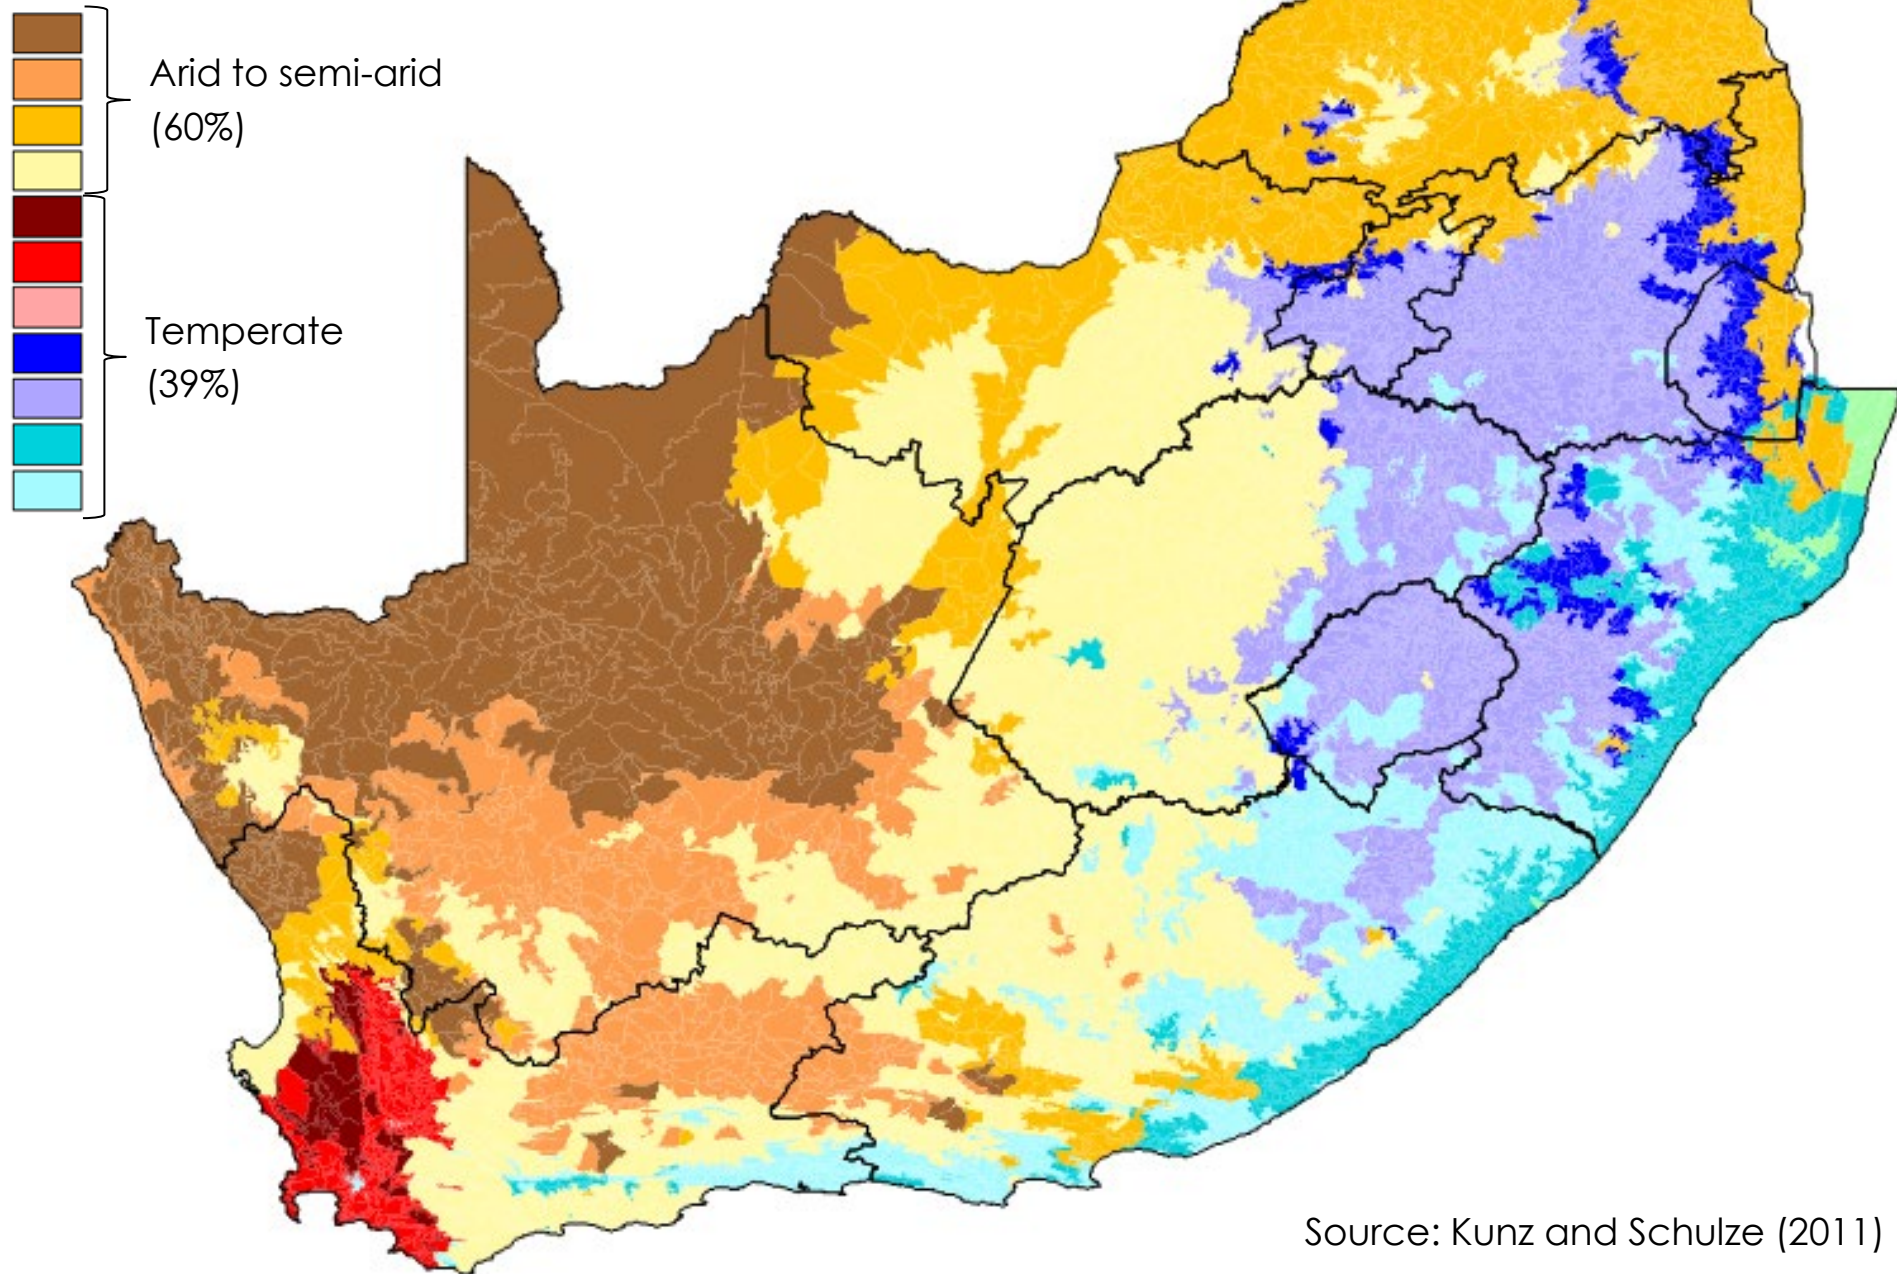 Arid to semi-arid
(60%)
Temperate
(39%)
Source: Kunz and Schulze (2011)